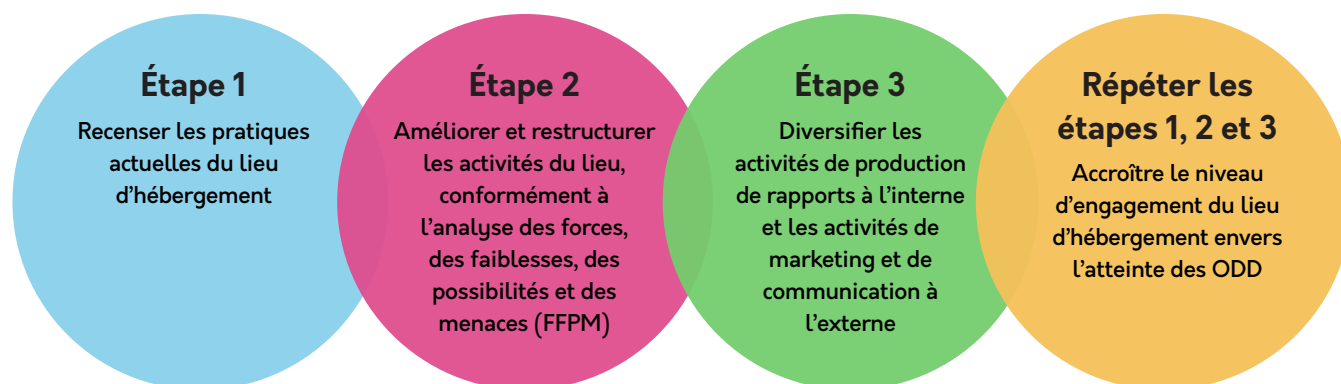 Étape 1
Recenser les pratiques
actuelles du lieu
d’hébergement
Étape 2
Améliorer et restructurer
les activités du lieu,
conformément à
l’analyse des forces,
des faiblesses, des
possibilités et des
menaces (FFPM)
Étape 3
Diversifier les
activités de production
de rapports à l’interne
et les activités de
marketing et de
communication à
l’externe
Répéter les
étapes 1, 2 et 3
Accroître le niveau
d’engagement du lieu
d’hébergement envers
l’atteinte des ODD